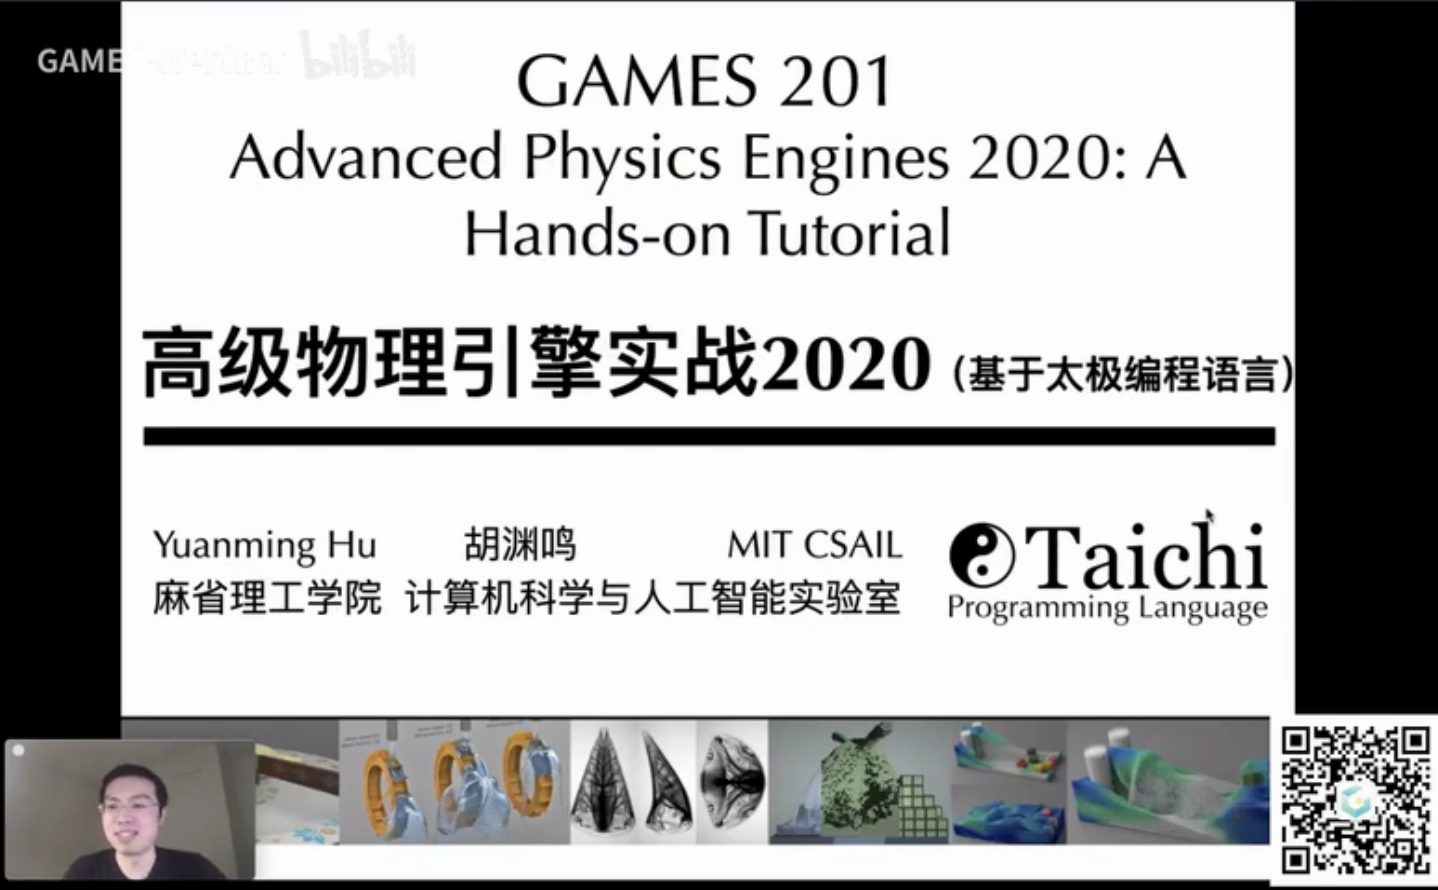 GAMES 201
Advanced Physics Engines 2020: A
Hands-on Tutorial
高级物理引擎实战2020（基于太极编程语言）
Yuanming Hu 胡渊鸣 MIT CSAIL
麻省理工学院 计算机科学与人工智能实验室
Taichi
Programming Language
bilibili